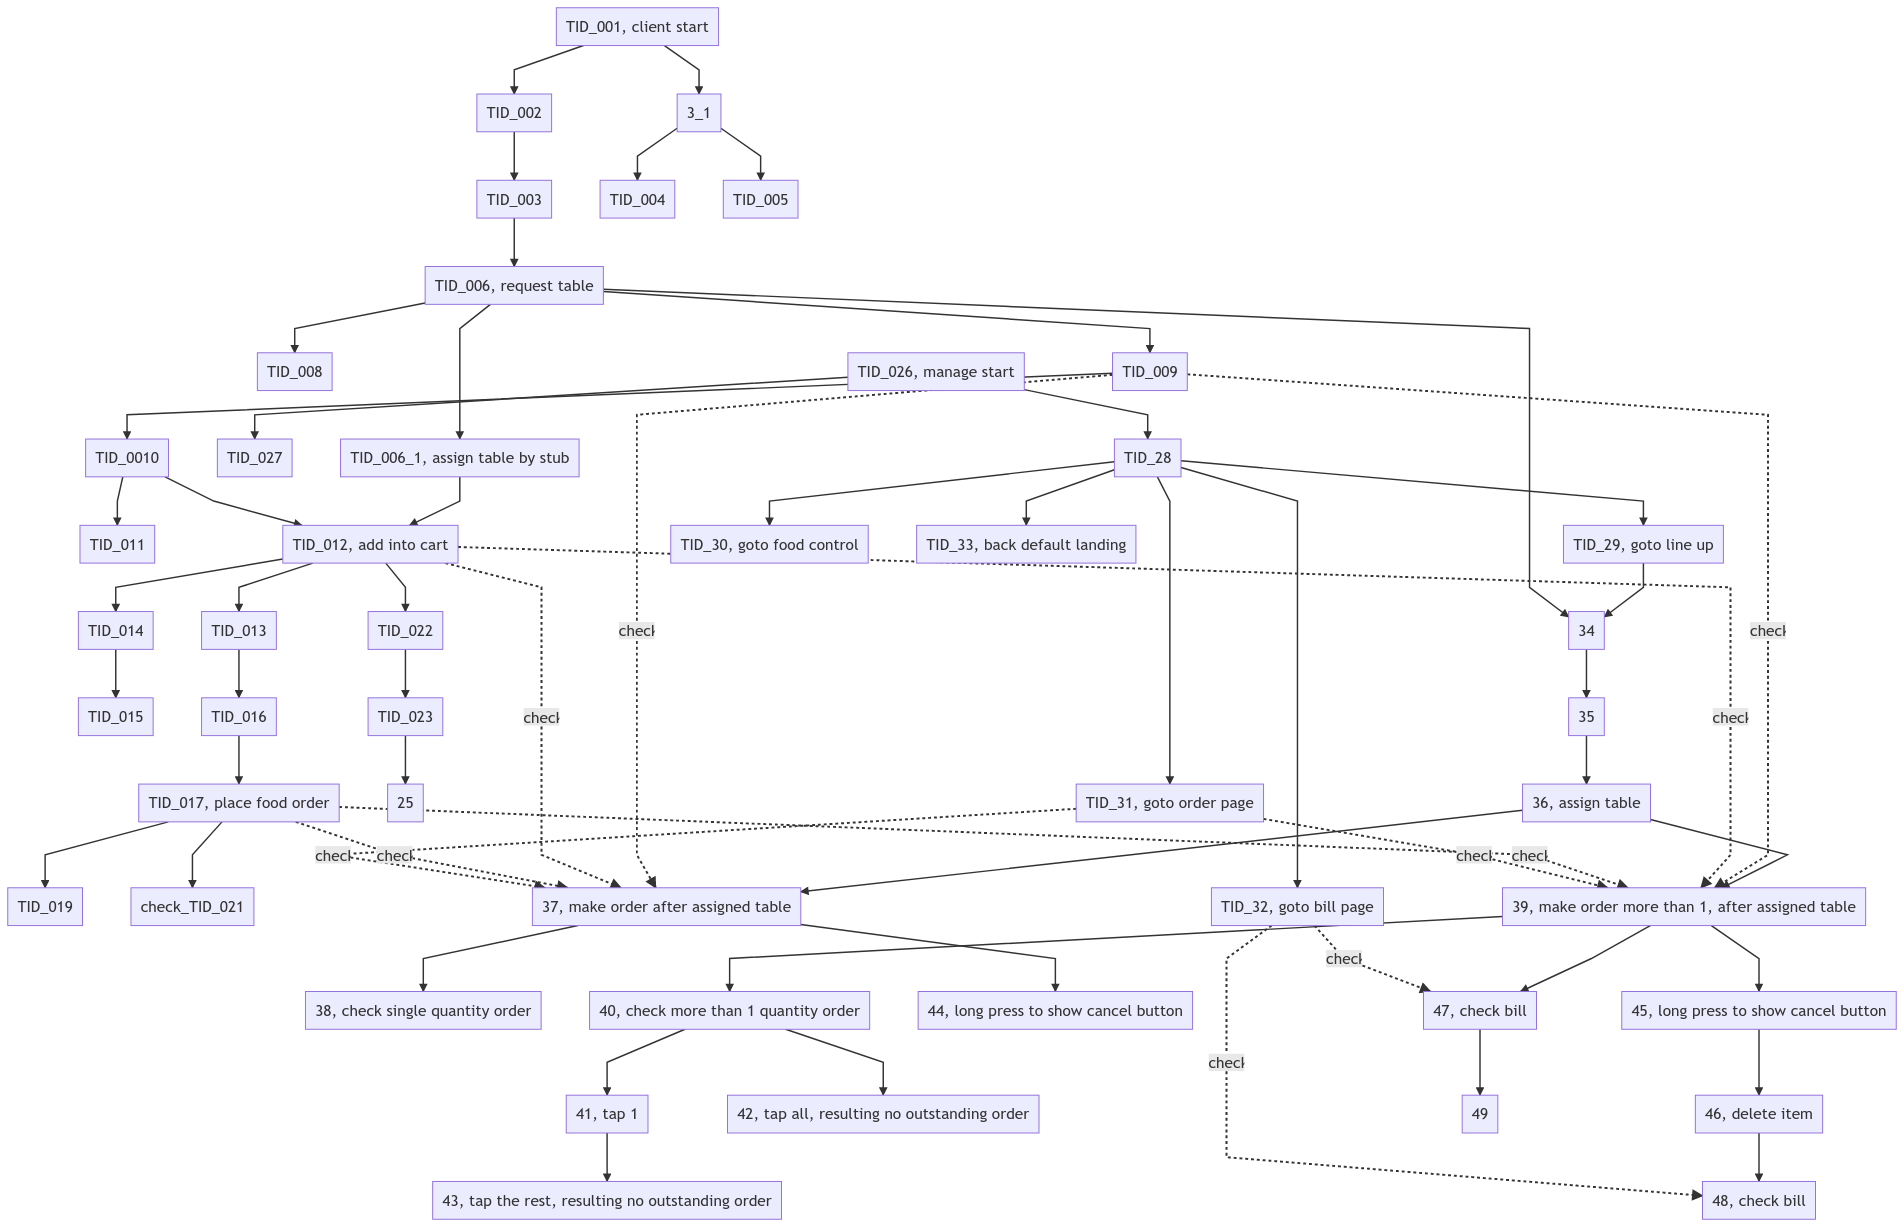 TID_001, client start
TID_002
3_1
TID_003
TID_004
TID_005
TID_006, request table
TID_008
TID_026, manage start
TID_009
TID_0010
TID_027
TID_006_1, assign table by stub
TID_28
TID_011
TID_012, add into cart
TID_30, goto food control
TID_33, back default landing
TID_29, goto line up
TID_014
TID_013
TID_022
check
34
check
TID_015
TID_016
TID_023
check
35
check
TID_017, place food order
25
TID_31, goto order page
36, assign table
check
check
check
check
TID_019
check_TID_021
37, make order after assigned table
TID_32, goto bill page
39, make order more than 1, after assigned table
check
38, check single quantity order
40, check more than 1 quantity order
44, long press to show cancel button
47, check bill
45, long press to show cancel button
check
41, tap 1
42, tap all, resulting no outstanding order
49
46, delete item
43, tap the rest, resulting no outstanding order
48, check bill